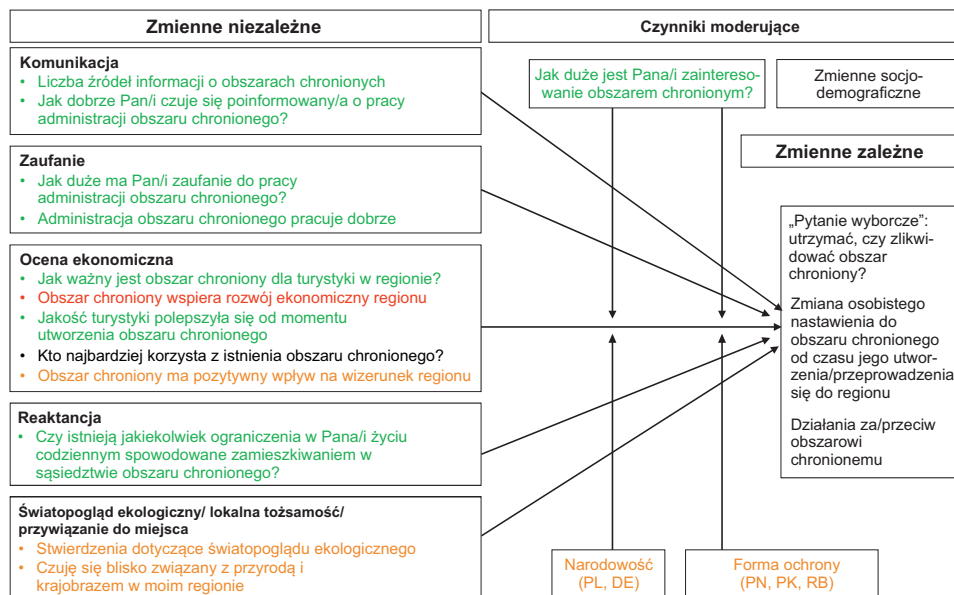 Zmienne niezależne
Komunikacja
• Liczba źródeł informacji o obszarach chronionych
• Jak dobrze Pan/i czuje się poinformowany/a o pracy
administracji obszaru chronionego?
Zaufanie
• Jak duże ma Pan/i zaufanie do pracy
administracji obszaru chronionego?
• Administracja obszaru chronionego pracuje dobrze
Ocena ekonomiczna
• Jak ważny jest obszar chroniony dla turystyki w regionie?
• Obszar chroniony wspiera rozwój ekonomiczny regionu
• Jakość turystyki polepszyła się od momentu
utworzenia obszaru chronionego
• Kto najbardziej korzysta z istnienia obszaru chronionego?
• Obszar chroniony ma pozytywny wpływ na wizerunek regionu
Reaktancja
• Czy istnieją jakiekolwiek ograniczenia w Pana/i życiu
codziennym spowodowane zamieszkiwaniem w
sąsiedztwie obszaru chronionego?
Światopogląd ekologiczny/ lokalna tożsamość/
przywiązanie do miejsca
• Stwierdzenia dotyczące światopoglądu ekologicznego
• Czuję się blisko związany z przyrodą i
krajobrazem w moim regionie
Czynniki moderujące
Jak duże jest Pana/i zaintereso-
wanie obszarem chronionym?
Zmienne socjo-
demograficzne
Zmienne zależne
„Pytanie wyborcze”:
utrzymać, czy zlikwi-
dować obszar
chroniony?
Zmiana osobistego
nastawienia do
obszaru chronionego
od czasu jego utwor-
zenia/przeprowadzenia
się do regionu
Działania za/przeciw
obszarowi
chronionemu
Narodowość
(PL, DE)
Forma ochrony
(PN, PK, RB)